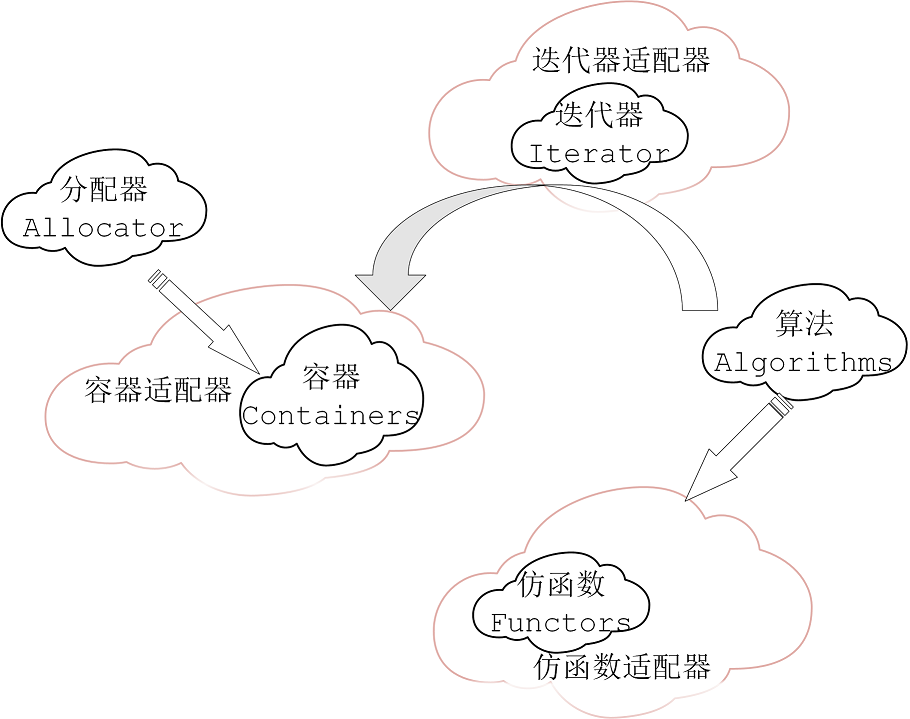 迭代器适配器
迭代器
Iterator
分配器
Allocator
算法
Algorithms
容器适配器
容器
Containers
仿函数
Functors
仿函数适配器